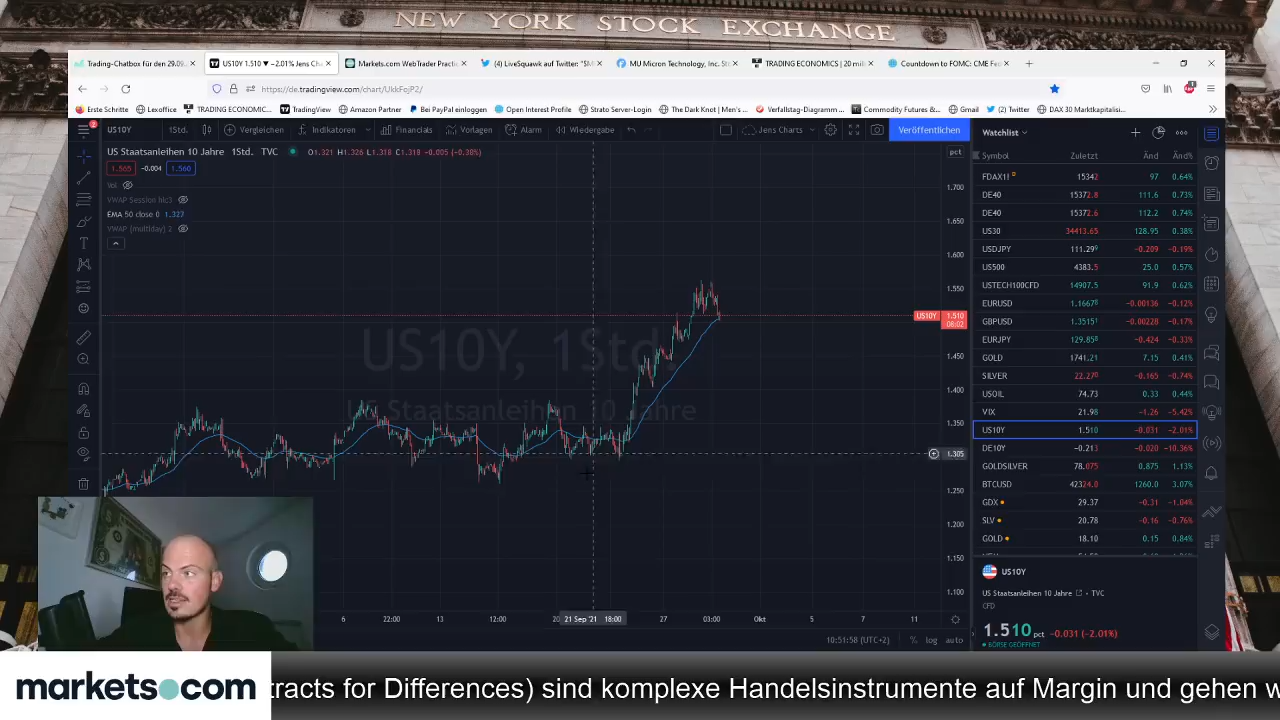 NEW YORK STOCK EXCHANGE
Trading-Chatbox für den 29.09.
US10Y 1.510 ▼ −2.01% Jens Cha
Markets.com WebTrader Practic
(4) LiveSquawk auf Twitter: "$M
MU Micron Technology, Inc. Sto
TRADING ECONOMICS | 20 mil
Countdown to FOMC: CME Fed
https://de.tradingview.com/chart/UkkFojP2/
Erste Schritte
Lexoffice
TRADING ECONOMIC...
TradingView
Amazon Partner
Bei PayPal einloggen
Open Interest Profile
Strato Server-Login
The Dark Knot | Men's ...
Verfallstag-Diagramm ...
Commodity Futures &...
Gmail
(2) Twitter
DAX 30 Marktkapitalisi...
2
US10Y
1Std.
Vergleichen
Indikatoren
Financials
Vorlagen
Alarm
Wiedergabe
Jens Charts
Veröffentlichen
US Staatsanleihen 10 Jahre 1Std. TVC
O1.321 H1.326 L1.318 C1.318 −0.005 (−0.38%)
1.565
−0.004
1.560
Vol
VWAP Session hlc3
EMA 50 close 0 1.327
VWAP (multiday) 2
US10Y, 1Std.
US Staatsanleihen 10 Jahre
pct
1.700
1.650
1.600
1.550
US10Y
1.510
08:02
1.450
1.400
1.350
1.305
1.250
1.200
1.150
1.100
6
22:00
13
12:00
20
21 Sep '21 18:00
27
03:00
Okt
5
7
11
10:51:58 (UTC+2)
%
log
auto
Watchlist
Symbol Zuletzt Änd Änd%
FDAX1! D 15342 97 0.64%
DE40 15372.8 111.6 0.73%
DE40 15372.6 112.2 0.74%
US30 34413.65 128.95 0.38%
USDJPY 111.29⁹ −0.209 −0.19%
US500 4383.5 25.0 0.57%
USTECH100CFD 14907.5 91.9 0.62%
EURUSD 1.1667⁸ −0.00136 −0.12%
GBPUSD 1.3515¹ −0.00228 −0.17%
EURJPY 129.85⁸ −0.424 −0.33%
GOLD 1741.21 7.15 0.41%
SILVER 22.27⁰ −0.165 −0.74%
USOIL 74.73 0.33 0.44%
VIX 21.98 −1.26 −5.42%
US10Y 1.510 −0.031 −2.01%
DE10Y −0.213 −0.020 −10.36%
GOLDSILVER 78.075 0.875 1.13%
BTCUSD 42324.0 1260.0 3.07%
GDX 29.37 −0.31 −1.04%
SLV 20.78 −0.16 −0.76%
GOLD 18.10 0.15 0.84%
US10Y
US Staatsanleihen 10 Jahre • TVC
CFD
1.510 pct −0.031 (−2.01%)
BÖRSE GEÖFFNET
markets.com
tracts for Differences) sind komplexe Handelsinstrumente auf Margin und gehen w